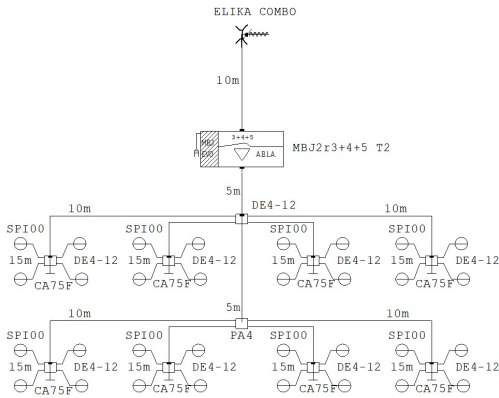 ELIKA COMBO
10m
3+4+5
MBJ
EVO
A.B.L.A.
MBJ2r3+4+5 T2
5m
DE4-12
10m
10m
SPI00
SPI00
SPI00
SPI00
15m
DE4-12
15m
DE4-12
15m
DE4-12
15m
DE4-12
CA75F
CA75F
CA75F
CA75F
5m
10m
10m
PA4
SPI00
SPI00
SPI00
SPI00
15m
DE4-12
15m
DE4-12
15m
DE4-12
15m
DE4-12
CA75F
CA75F
CA75F
CA75F